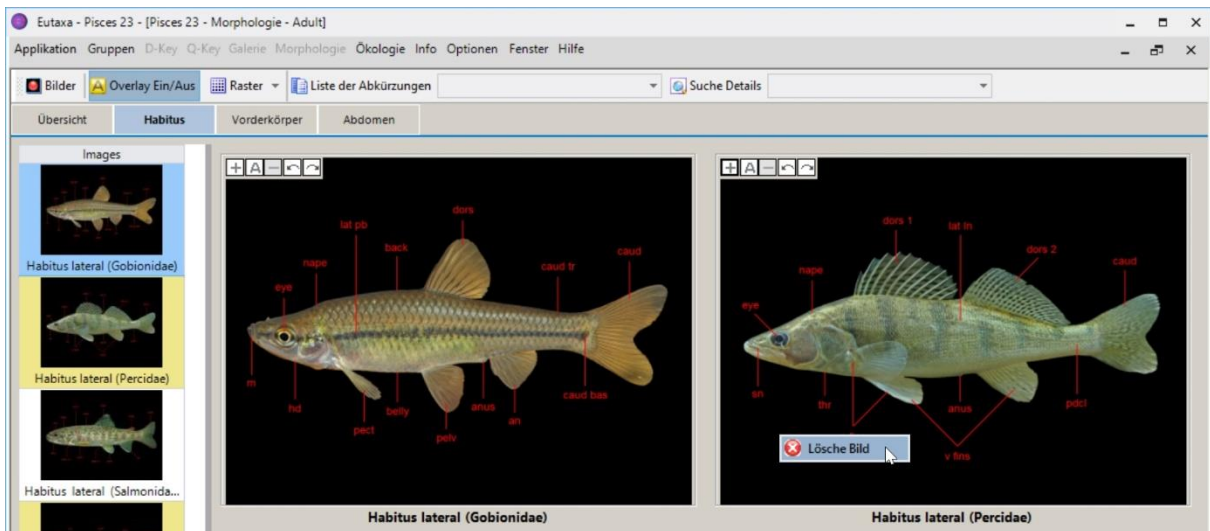 Eutaxa - Pisces 23 - [Pisces 23 - Morphologie - Adult]
Applikation Gruppen D-Key Q-Key Galerie Morphologie Ökologie Info Optionen Fenster Hilfe
Bilder A Overlay Ein/Aus Raster Liste der Abkürzungen Suche Details
Übersicht Habitus Vorderkörper Abdomen
Images
Habitus lateral (Gobionidae)
Habitus lateral (Percidae)
Habitus lateral (Salmonida...
A
dors
lat pb
back
nape
caud tr
caud
eye
m
hd
pect
belly
pelv
anus
an
caud bas
Habitus lateral (Gobionidae)
A
dors 1
lat ln
dors 2
nape
caud
eye
sn
thr
anus
pdcl
v fins
Lösche Bild
Habitus lateral (Percidae)